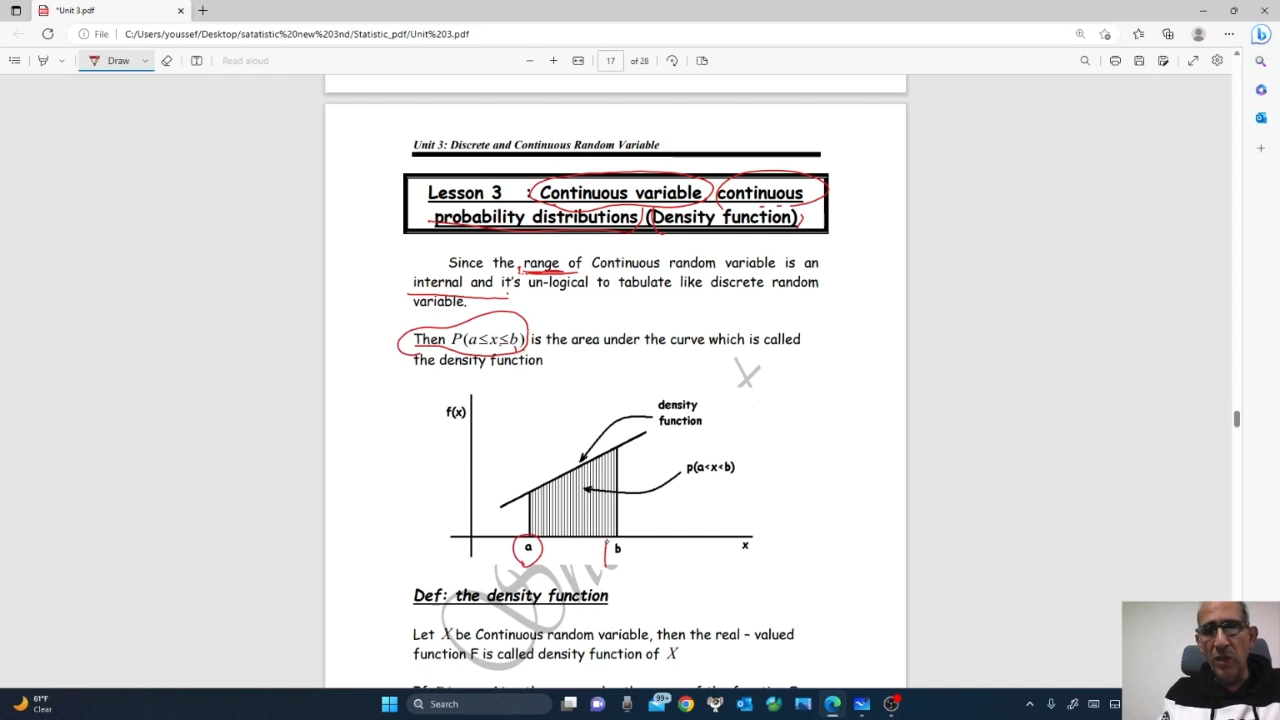 *Unit 3.pdf
File
C:/Users/youssef/Desktop/satatistic%20new%203nd/Statistic_pdf/Unit%203.pdf
Draw
Read aloud
17
of 28
Unit 3: Discrete and Continuous Random Variable
Lesson 3 : Continuous variable continuous
probability distributions (Density function)
Since the range of Continuous random variable is an
internal and it's un-logical to tabulate like discrete random
variable.
Then P(a≤x≤b) is the area under the curve which is called
the density function
f(x)
density
function
p(a<x<b)
a
b
x
Def: the density function
Let X be Continuous random variable, then the real – valued
function F is called density function of X
61°F
Clear
Search
99+